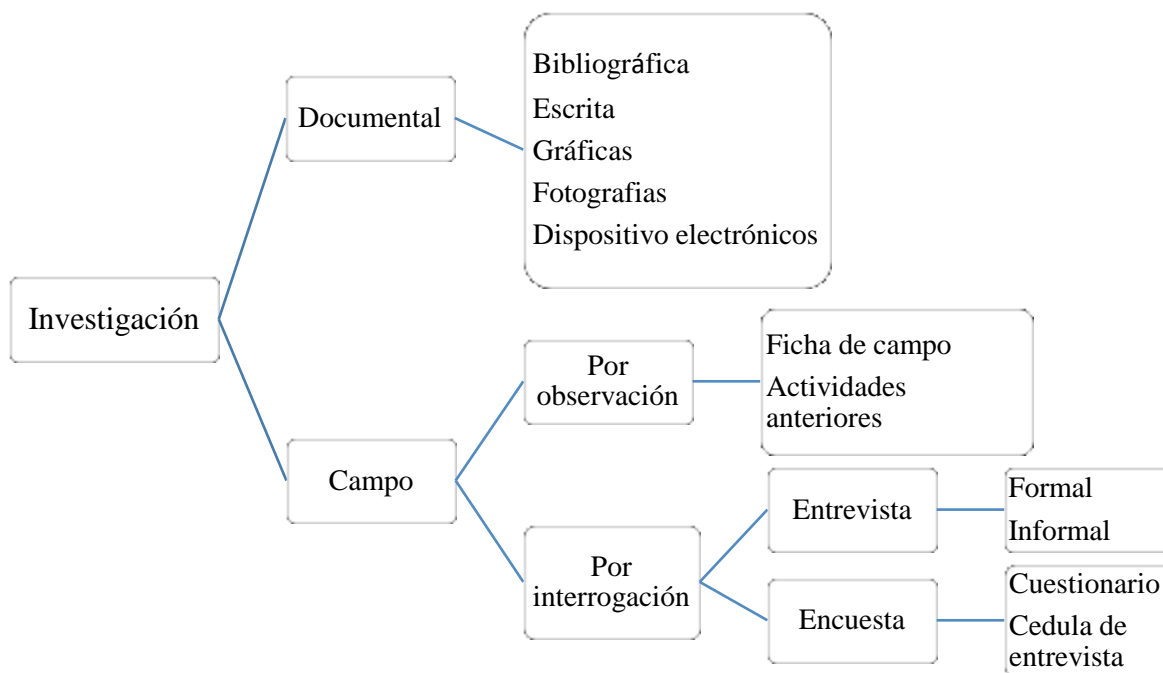 Investigación
Documental
Bibliográfica
Escrita
Gráficas
Fotografias
Dispositivo electrónicos
Campo
Por
observación
Ficha de campo
Actividades
anteriores
Por
interrogación
Entrevista
Formal
Informal
Encuesta
Cuestionario
Cedula de
entrevista